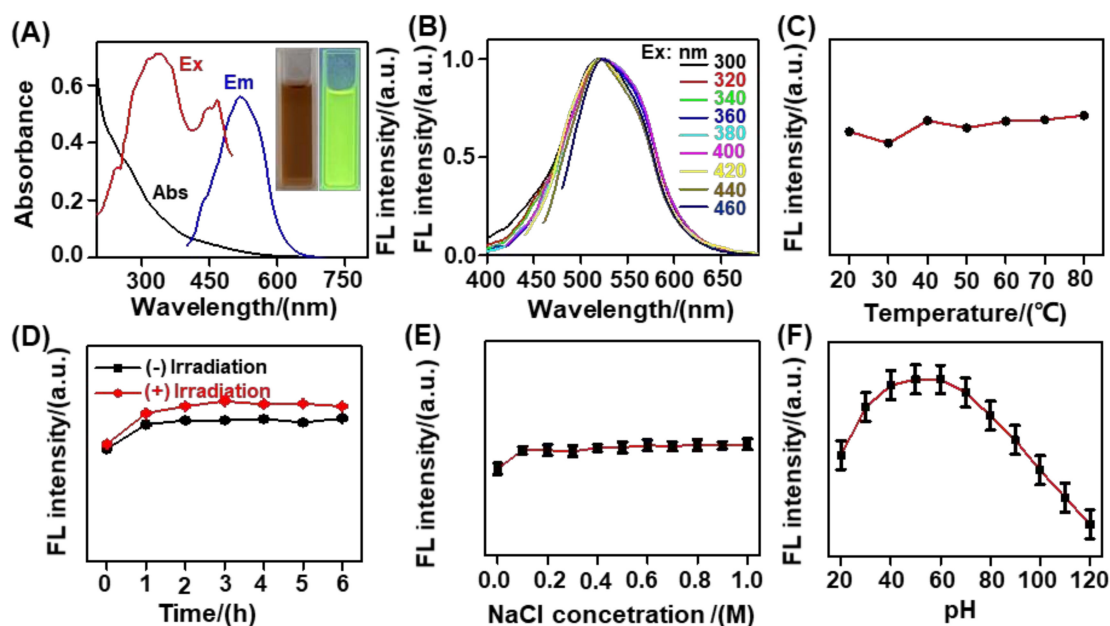 (A)
Absorbance
0.6
0.4
0.2
0.0
Ex
Em
Abs
300 450 600 750
Wavelength/(nm)
FL intensity/(a.u.)
(B)
FL intensity/(a.u.)
1.0
0.5
0.0
Ex: nm
300
320
340
360
380
400
420
440
460
400 450 500 550 600 650
Wavelength/(nm)
(C)
FL intensity/(a.u.)
20 30 40 50 60 70 80
Temperature/(℃)
(D)
FL intensity/(a.u.)
(-) Irradiation
(+) Irradiation
0 1 2 3 4 5 6
Time/(h)
(E)
FL intensity/(a.u.)
0.0 0.2 0.4 0.6 0.8 1.0
NaCl concetration /(M)
(F)
FL intensity/(a.u.)
20 40 60 80 100 120
pH